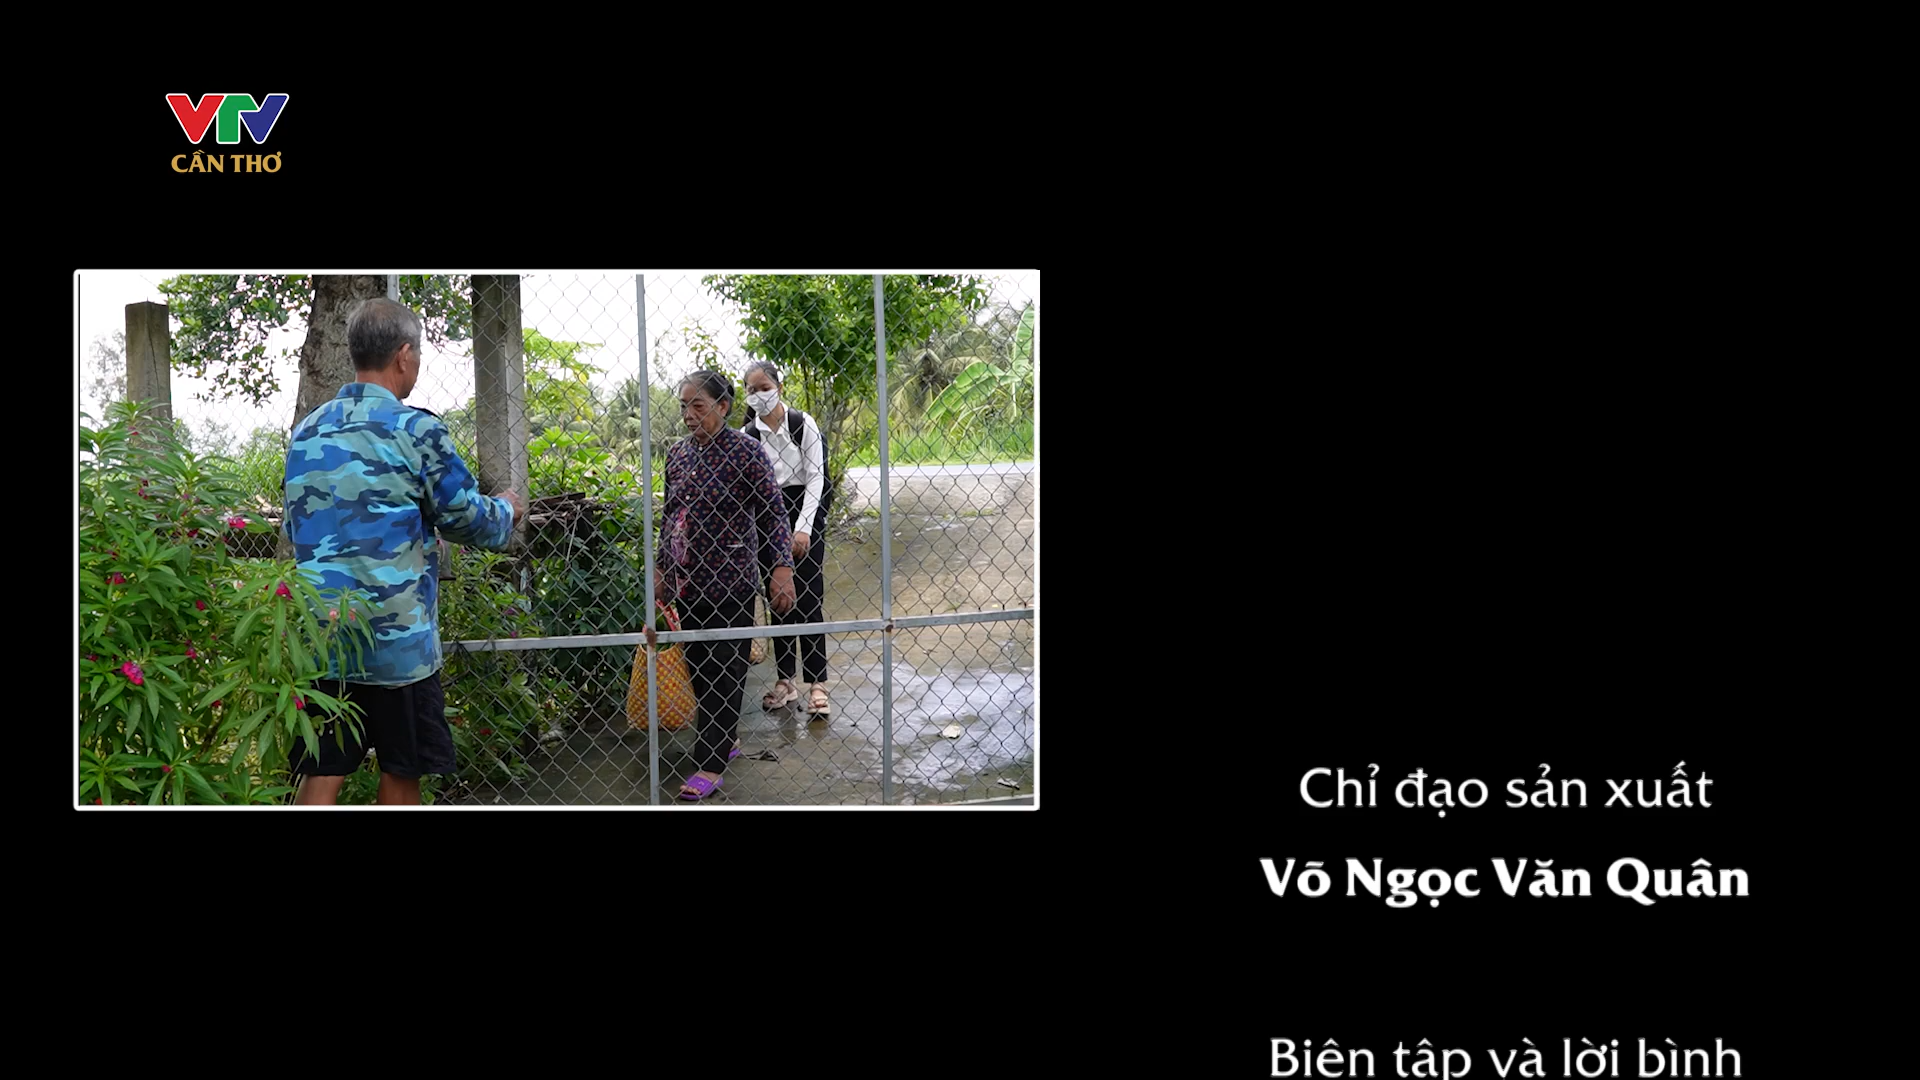 VTV
CẦN THƠ
Chỉ đạo sản xuất
Võ Ngọc Văn Quân
Biên tập và lời bình